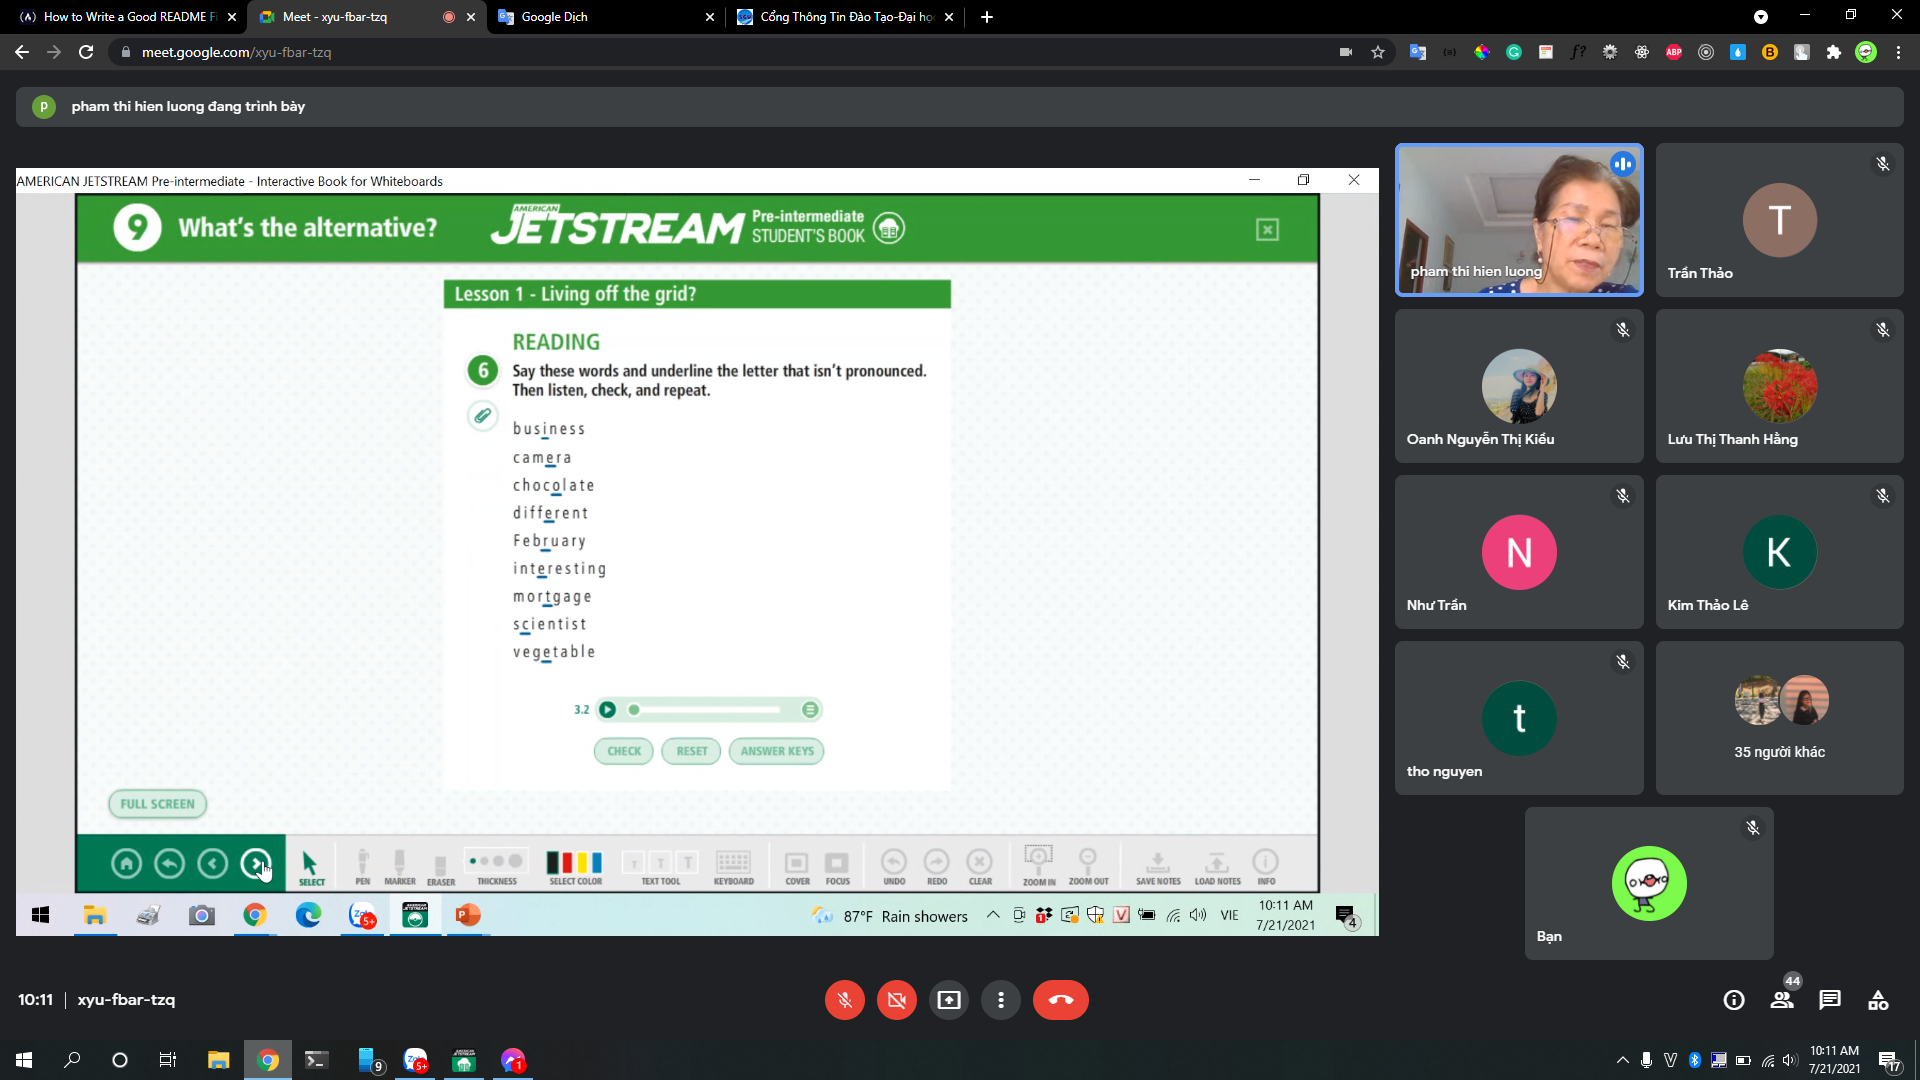 How to Write a Good README Fi
Meet - xyu-fbar-tzq
Google Dịch
Cổng Thông Tin Đào Tạo-Đại họ
meet.google.com/xyu-fbar-tzq
p
pham thi hien luong đang trình bày
AMERICAN JETSTREAM Pre-intermediate - Interactive Book for Whiteboards
9 What's the alternative?
AMERICAN JETSTREAM
Pre-intermediate
STUDENT'S BOOK
Lesson 1 - Living off the grid?
READING
6 Say these words and underline the letter that isn't pronounced.
Then listen, check, and repeat.
business
camera
chocolate
different
February
interesting
mortgage
scientist
vegetable
3.2
CHECK
RESET
ANSWER KEYS
FULL SCREEN
SELECT
PEN
MARKER
ERASER
THICKNESS
SELECT COLOR
TEXT TOOL
KEYBOARD
COVER
FOCUS
UNDO
REDO
CLEAR
ZOOM IN
ZOOM OUT
SAVE NOTES
LOAD NOTES
INFO
87°F Rain showers
VIE
10:11 AM
7/21/2021
4
pham thi hien luong
T
Trần Thảo
Oanh Nguyễn Thị Kiều
Lưu Thị Thanh Hằng
N
Như Trần
K
Kim Thảo Lê
t
tho nguyen
35 người khác
Bạn
10:11 | xyu-fbar-tzq
44
9
5+
1
10:11 AM
7/21/2021
17